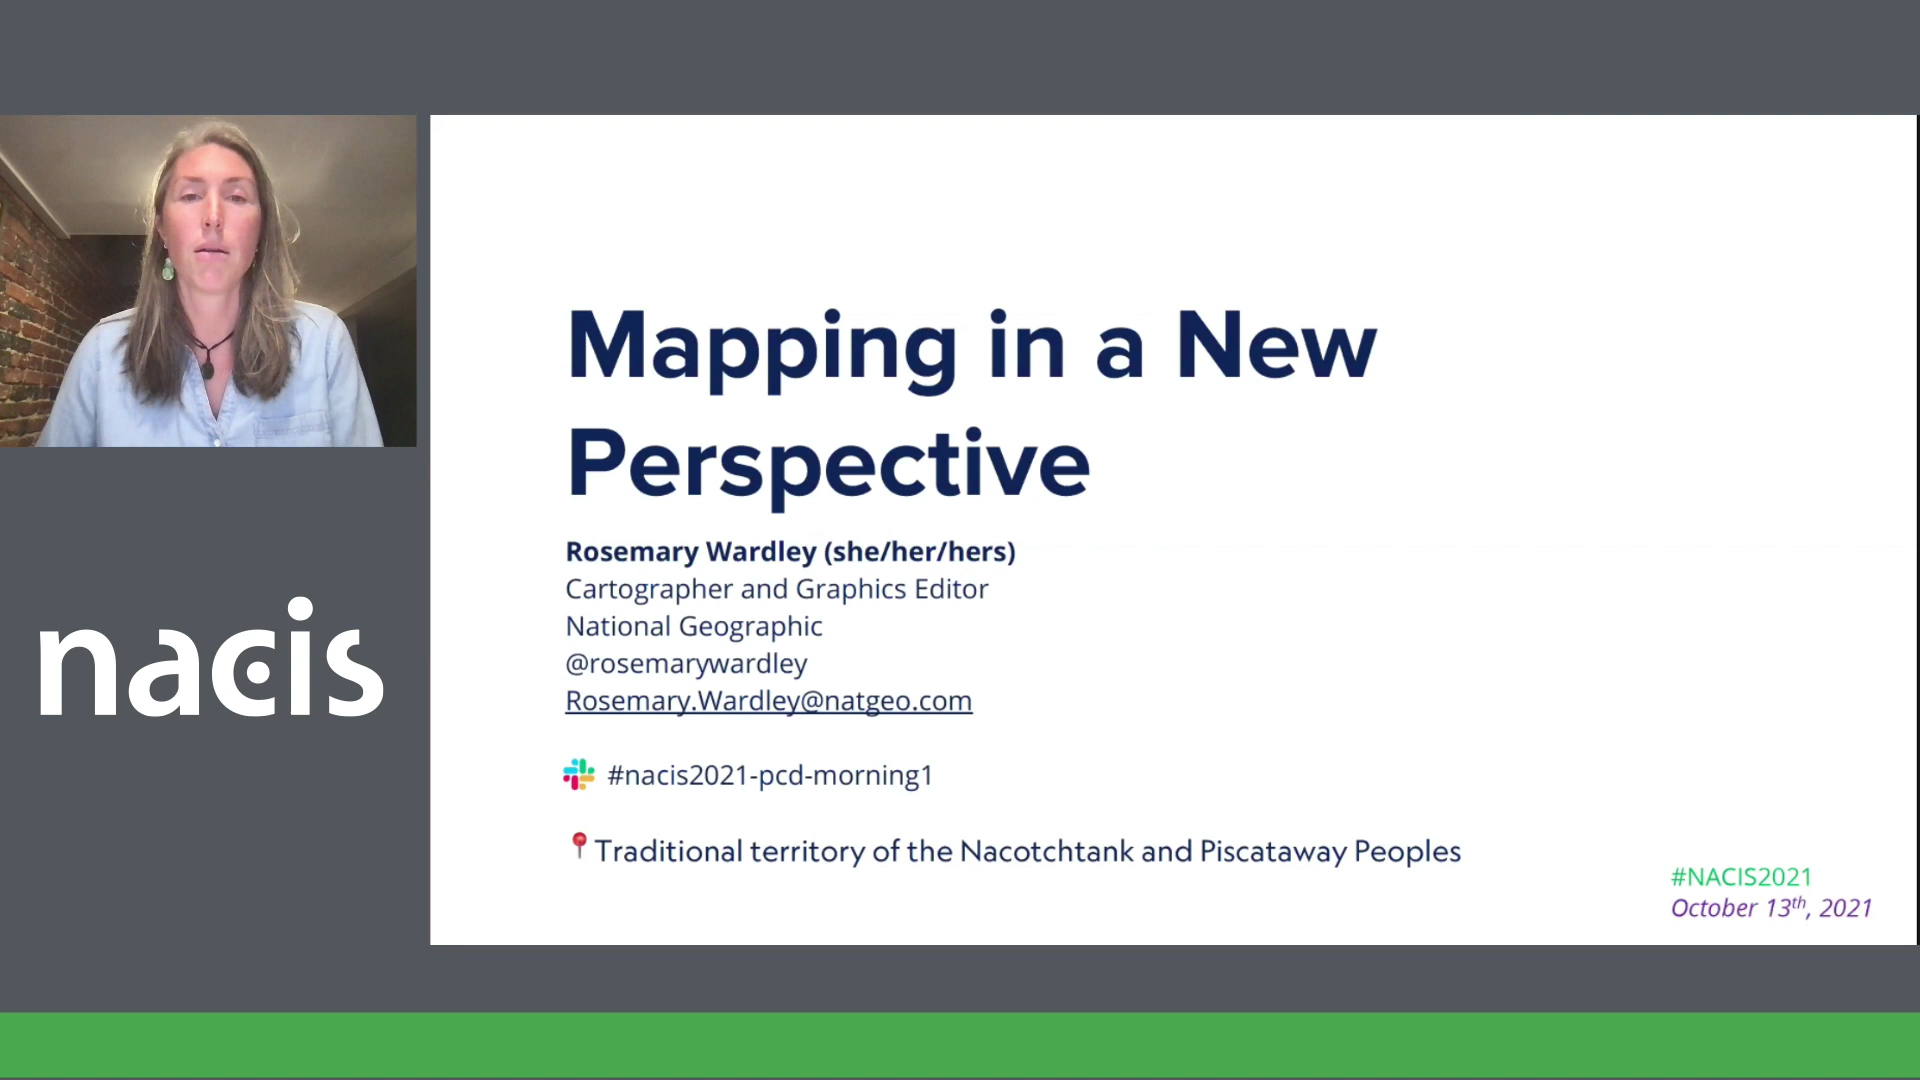 nacis
Mapping in a New
Perspective
Rosemary Wardley (she/her/hers)
Cartographer and Graphics Editor
National Geographic
@rosemarywardley
Rosemary.Wardley@natgeo.com
#nacis2021-pcd-morning1
Traditional territory of the Nacotchtank and Piscataway Peoples
#NACIS2021
October 13th, 2021